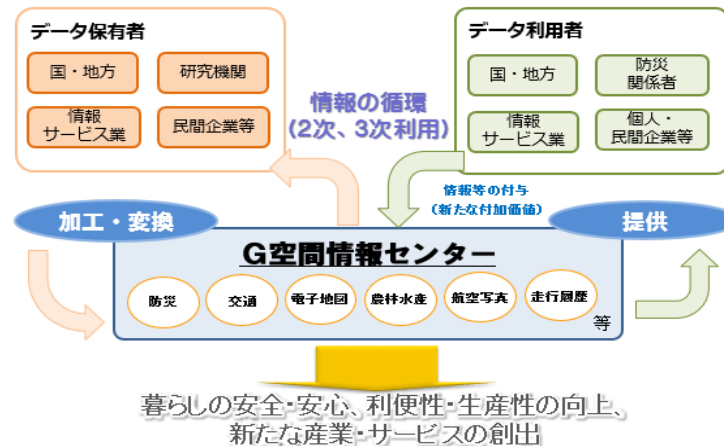 データ保有者
国・地方
研究機関
情報
サービス業
民間企業等
情報の循環
(2次、3次利用)
データ利用者
国・地方
防災
関係者
情報
サービス業
個人・
民間企業等
情報等の付与
(新たな付加価値)
加工・変換
提供
G空間情報センター
防災
交通
電子地図
農林水産
航空写真
走行履歴
等
暮らしの安全・安心、利便性・生産性の向上、
新たな産業・サービスの創出